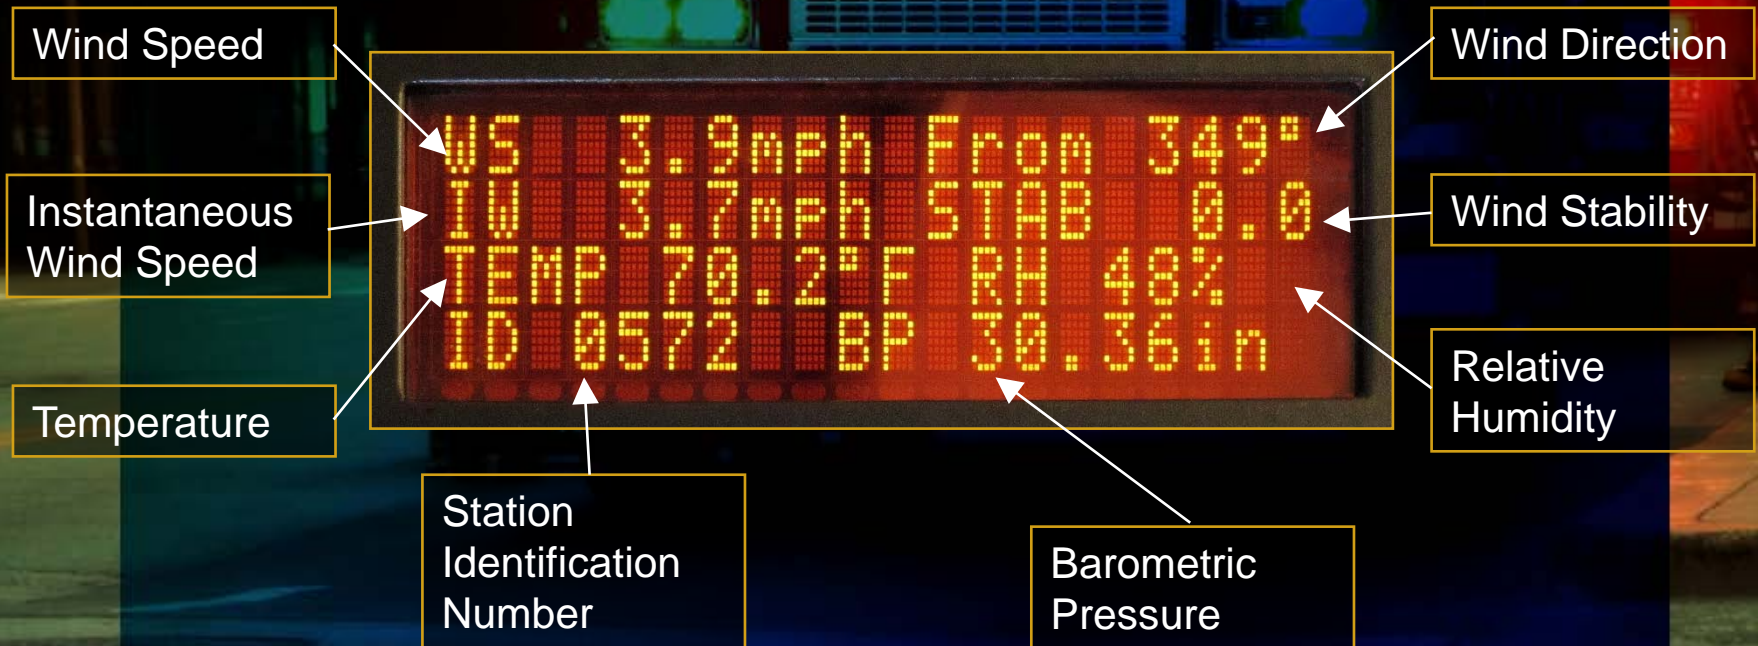 Wind Speed
Wind Direction
WS 3.9mph From 349°
Instantaneous
Wind Speed
IW 3.7mph STAB 0.0
Wind Stability
TEMP 70.2°F RH 48%
ID 0572 BP 30.36in
Temperature
Relative
Humidity
Station
Identification
Number
Barometric
Pressure